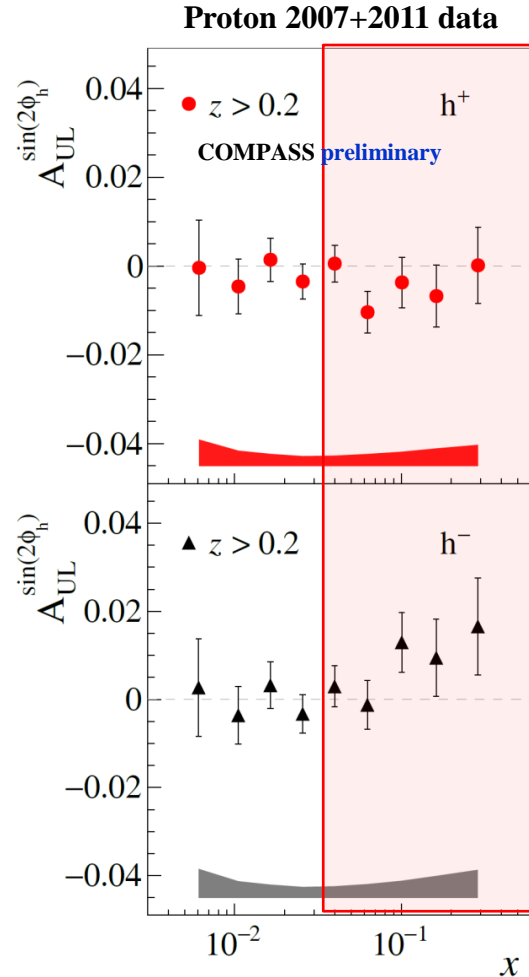 Proton 2007+2011 data
A_UL^sin(2ϕ_h)
0.04
0.02
0
−0.02
−0.04
z > 0.2
h⁺
COMPASS preliminary
A_UL^sin(2ϕ_h)
0.04
0.02
0
−0.02
−0.04
z > 0.2
h⁻
10⁻²
10⁻¹
x